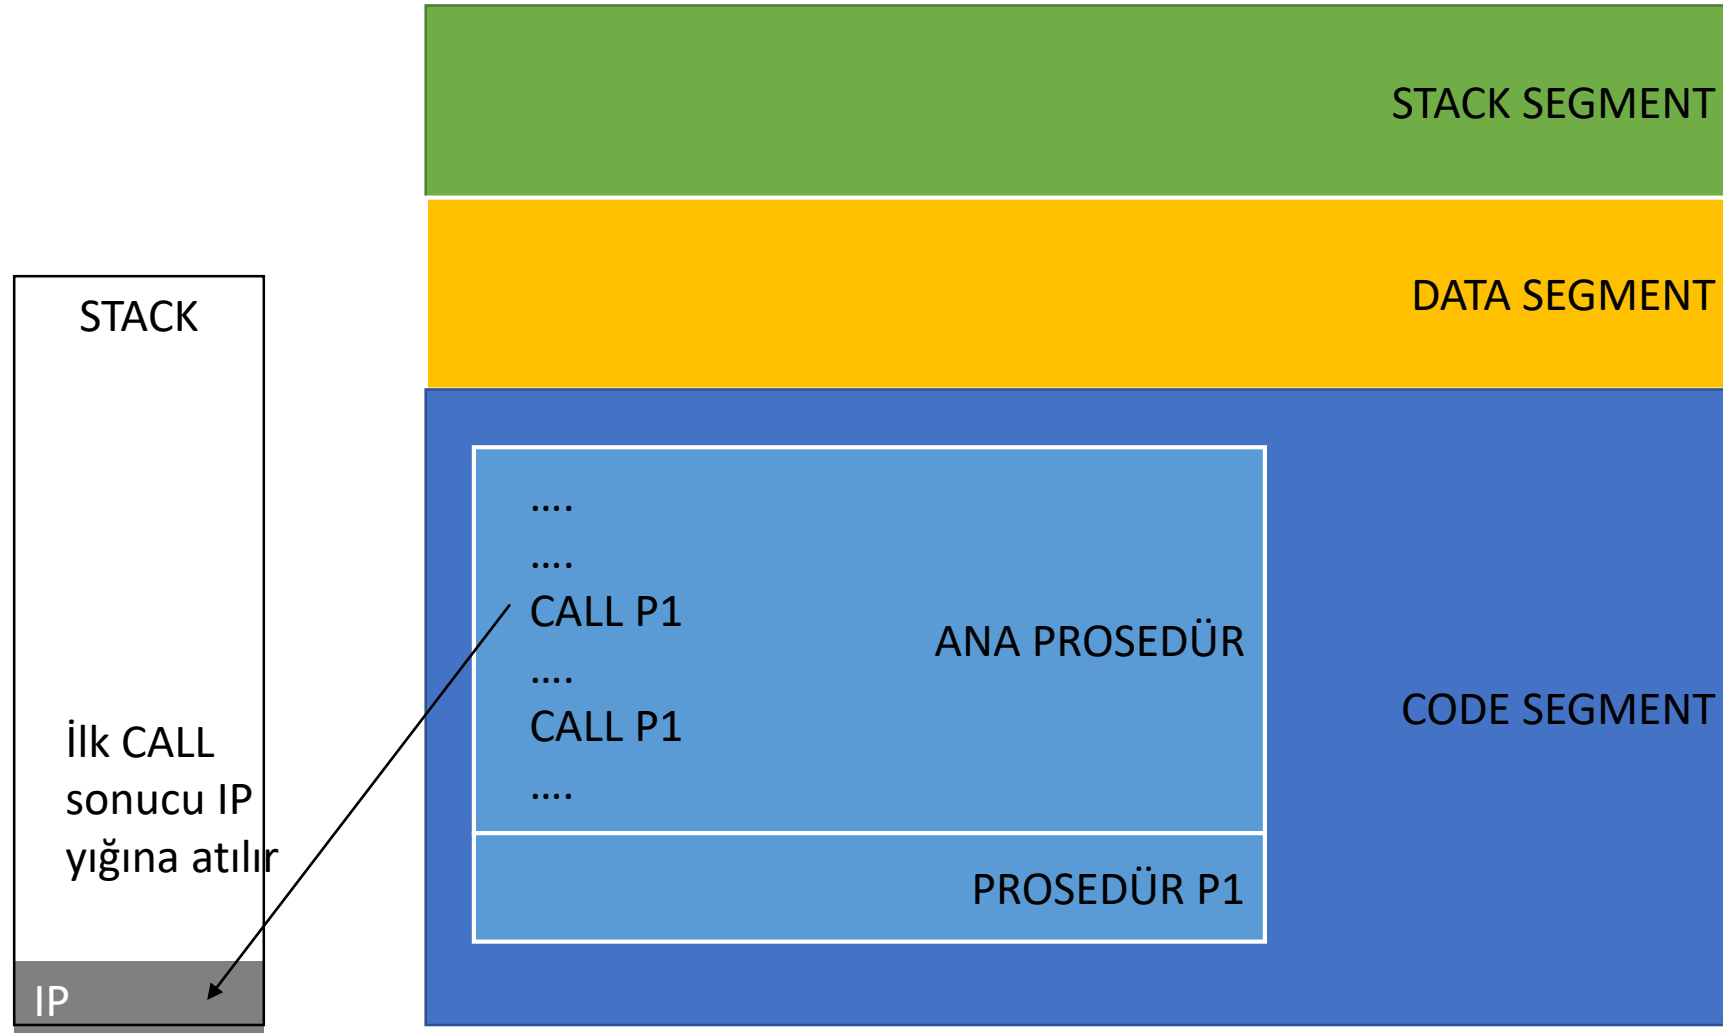 STACK SEGMENT
DATA SEGMENT
STACK
İlk CALL
sonucu IP
yığına atılır
IP
....
....
CALL P1
....
CALL P1
....
ANA PROSEDÜR
PROSEDÜR P1
CODE SEGMENT